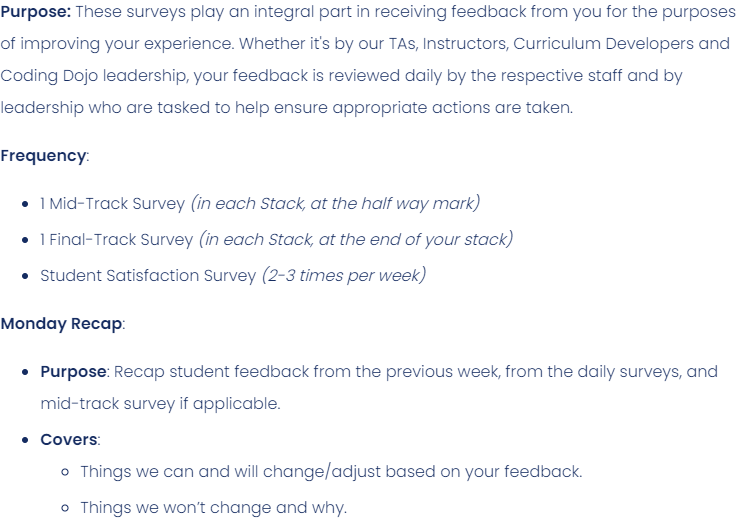 Purpose: These surveys play an integral part in receiving feedback from you for the purposes
of improving your experience. Whether it's by our TAs, Instructors, Curriculum Developers and
Coding Dojo leadership, your feedback is reviewed daily by the respective staff and by
leadership who are tasked to help ensure appropriate actions are taken.
Frequency:
• 1 Mid-Track Survey (in each Stack, at the half way mark)
• 1 Final-Track Survey (in each Stack, at the end of your stack)
• Student Satisfaction Survey (2-3 times per week)
Monday Recap:
• Purpose: Recap student feedback from the previous week, from the daily surveys, and
mid-track survey if applicable.
• Covers:
◦ Things we can and will change/adjust based on your feedback.
◦ Things we won’t change and why.